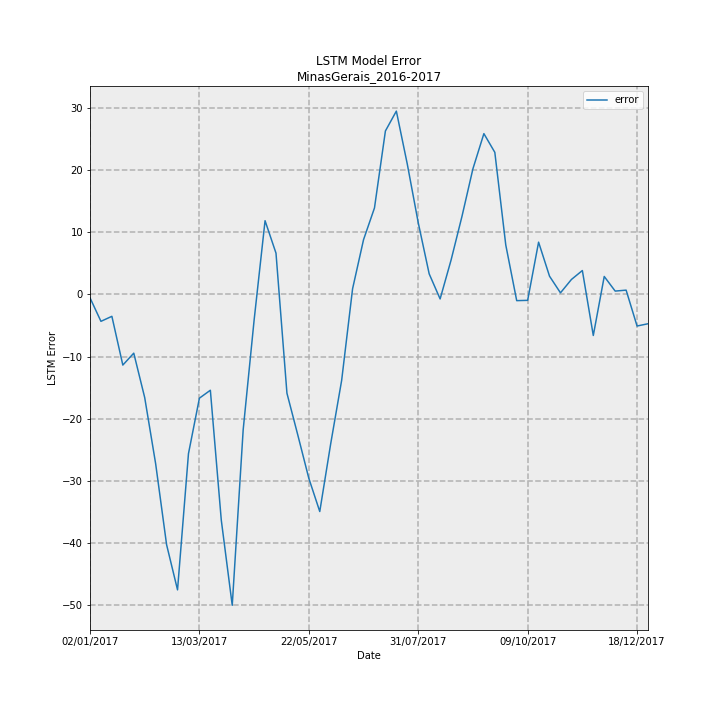 LSTM Model Error
MinasGerais_2016-2017
error
30
20
10
0
−10
−20
−30
−40
−50
LSTM Error
02/01/2017 13/03/2017 22/05/2017 31/07/2017 09/10/2017 18/12/2017
Date